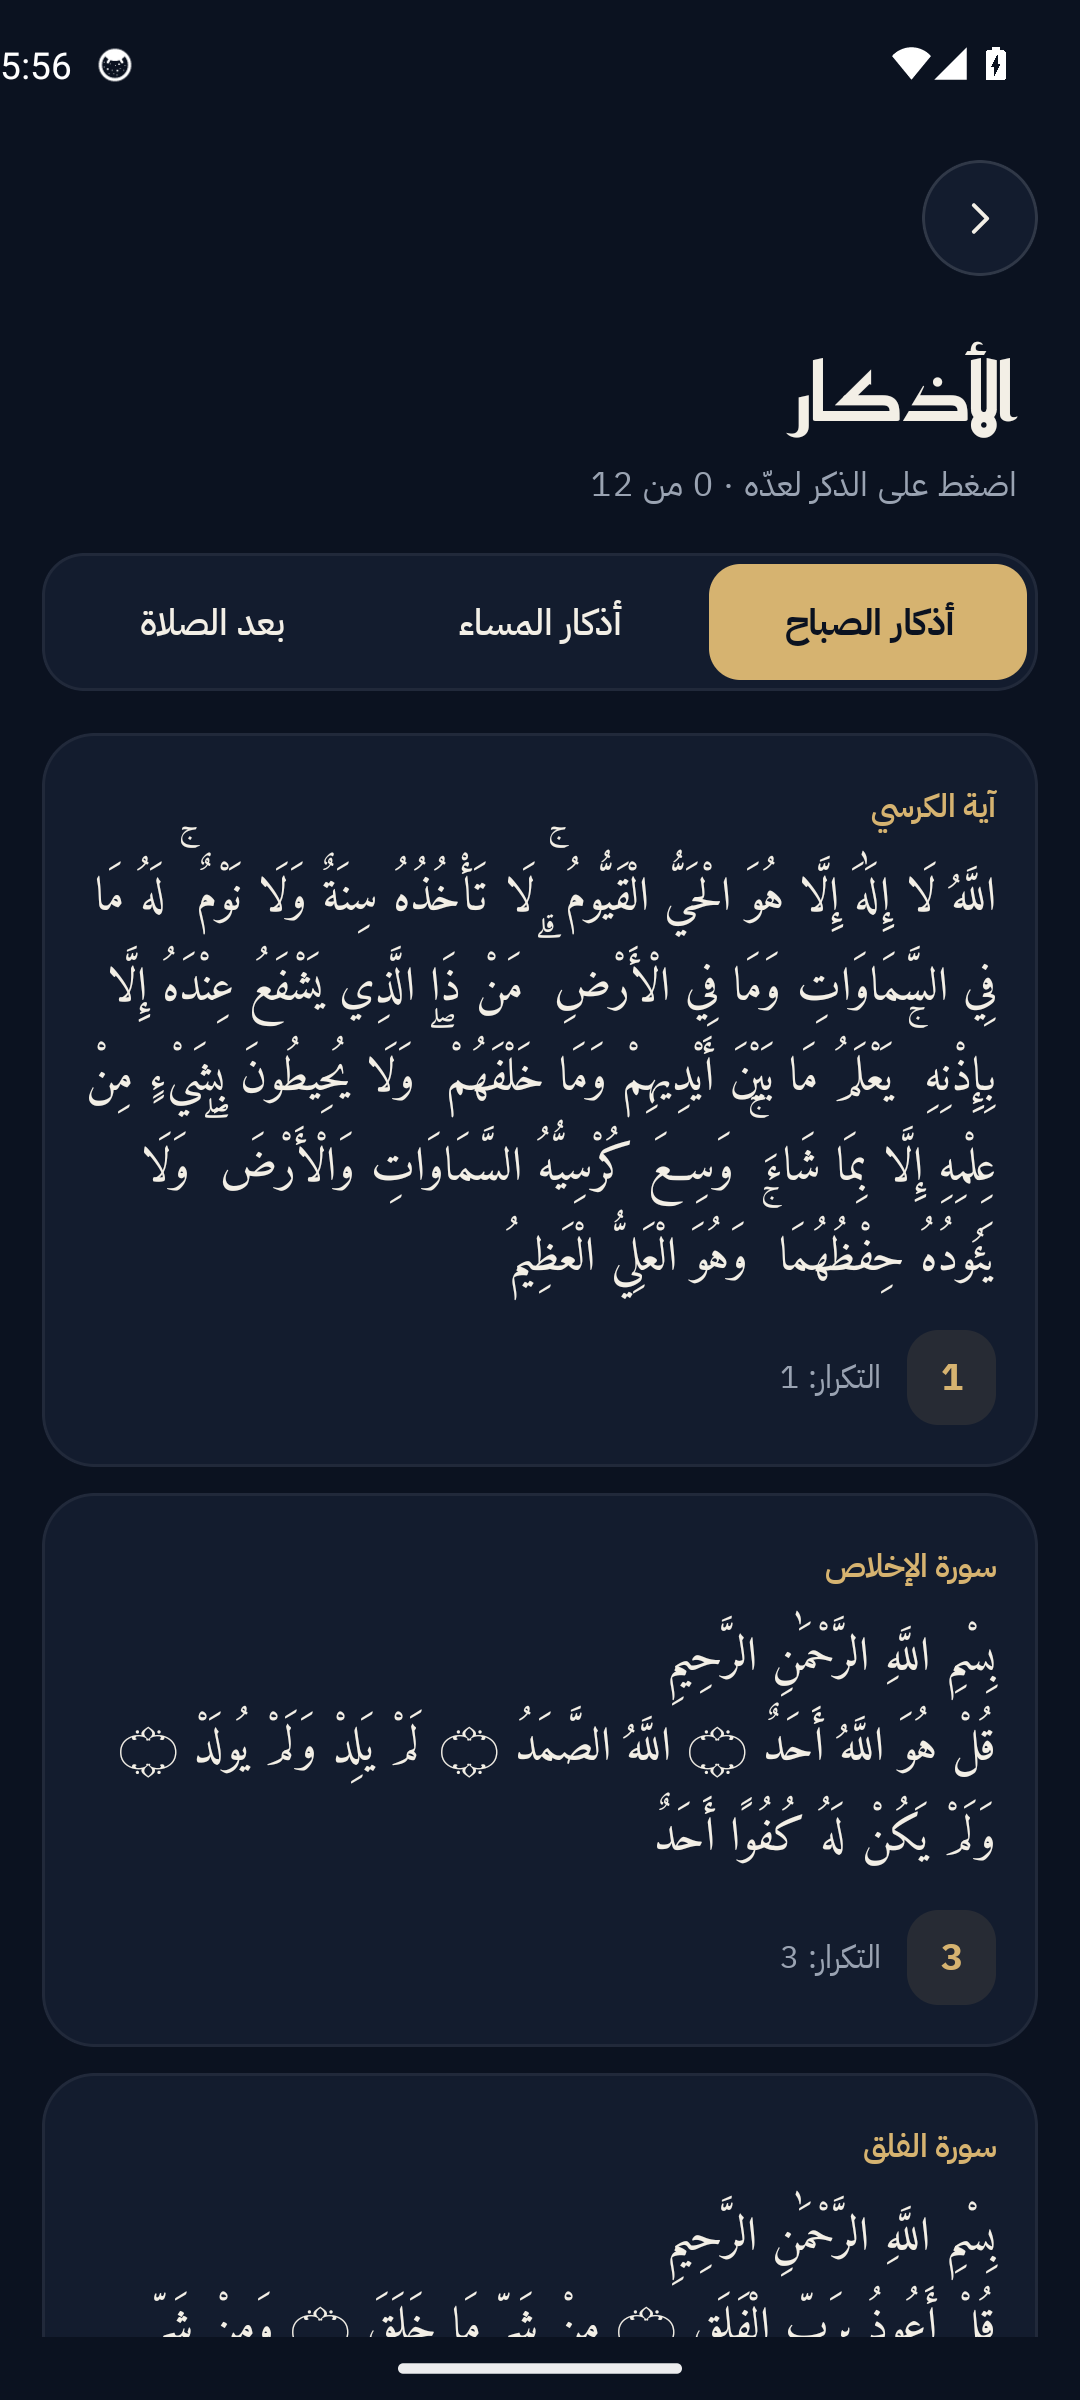 5:56
الأذكار
اضغط على الذكر لعدّه · 0 من 12
أذكار الصباح
أذكار المساء
بعد الصلاة
آية الكرسي
اللَّهُ لَا إِلَٰهَ إِلَّا هُوَ الْحَيُّ الْقَيُّومُ ۚ لَا تَأْخُذُهُ سِنَةٌ وَلَا نَوْمٌ ۚ لَهُ مَا
فِي السَّمَاوَاتِ وَمَا فِي الْأَرْضِ ۗ مَنْ ذَا الَّذِي يَشْفَعُ عِنْدَهُ إِلَّا
بِإِذْنِهِ ۚ يَعْلَمُ مَا بَيْنَ أَيْدِيهِمْ وَمَا خَلْفَهُمْ ۖ وَلَا يُحِيطُونَ بِشَيْءٍ مِنْ
عِلْمِهِ إِلَّا بِمَا شَاءَ ۚ وَسِعَ كُرْسِيُّهُ السَّمَاوَاتِ وَالْأَرْضَ ۖ وَلَا
يَئُودُهُ حِفْظُهُمَا ۚ وَهُوَ الْعَلِيُّ الْعَظِيمُ
1
التكرار: 1
سورة الإخلاص
بِسْمِ اللَّهِ الرَّحْمَٰنِ الرَّحِيمِ
قُلْ هُوَ اللَّهُ أَحَدٌ ۝ اللَّهُ الصَّمَدُ ۝ لَمْ يَلِدْ وَلَمْ يُولَدْ ۝
وَلَمْ يَكُنْ لَهُ كُفُوًا أَحَدٌ
3
التكرار: 3
سورة الفلق
بِسْمِ اللَّهِ الرَّحْمَٰنِ الرَّحِيمِ
قُلْ أَعُوذُ بِرَبِّ الْفَلَقِ ۝ مِنْ شَرِّ مَا خَلَقَ ۝ وَمِنْ شَرِّ